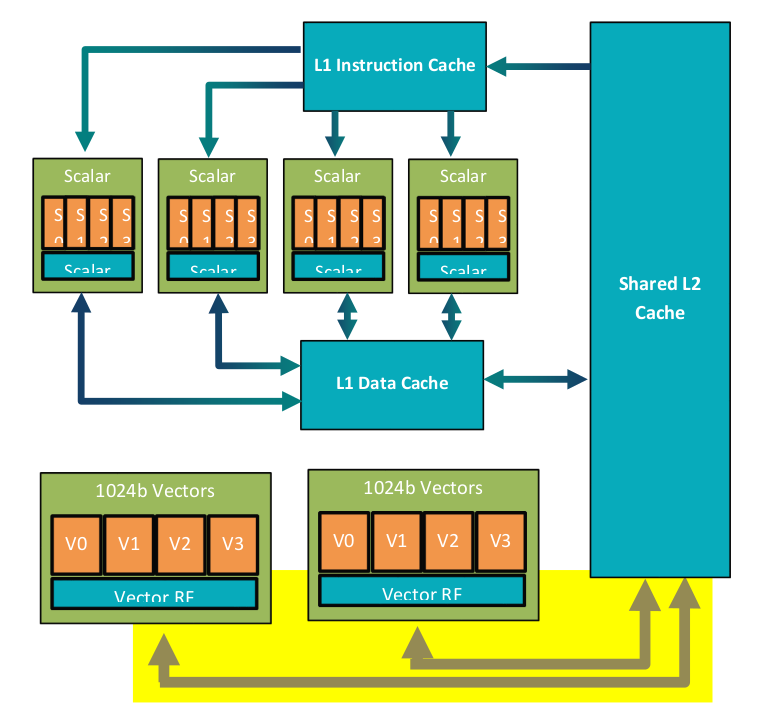 L1 Instruction Cache
Scalar
Scalar
Scalar
Scalar
S0
S1
S2
S3
S0
S1
S2
S3
S0
S1
S2
S3
S0
S1
S2
S3
Scalar
Scalar
Scalar
Scalar
Shared L2
Cache
L1 Data Cache
1024b Vectors
1024b Vectors
V0
V1
V2
V3
V0
V1
V2
V3
Vector RF
Vector RF